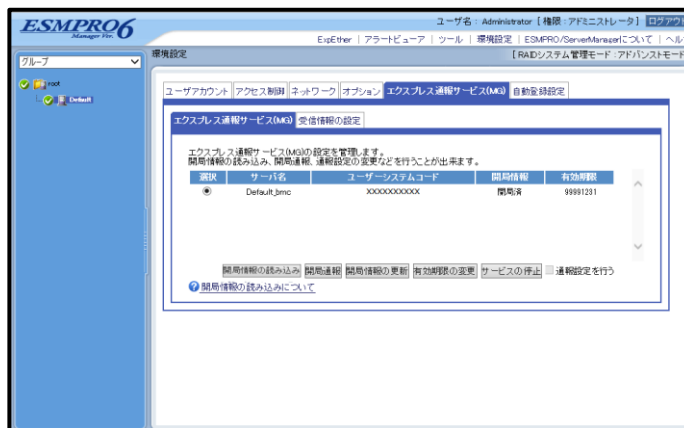 ESMPRO6
Manager Ver.
ユーザ名 : Administrator [ 権限 : アドミニストレータ ] ログアウ
ExpEther | アラートビューア | ツール | 環境設定 | ESMPRO/ServerManagerについて | ヘル
グループ
環境設定
[ RAIDシステム管理モード : アドバンストモード
root
Default
ユーザアカウント アクセス制御 ネットワーク オプション エクスプレス通報サービス(MG) 自動登録設定
エクスプレス通報サービス(MG) 受信情報の設定
エクスプレス通報サービス(MG)の設定を管理します。
開局情報の読み込み、開局通報、通報設定の変更などを行うことが出来ます。
選択 サーバ名 ユーザーシステムコード 開局情報 有効期限
Default_bmc XXXXXXXXXX 開局済 99991231
開局情報の読み込み 開局通報 開局情報の更新 有効期限の変更 サービスの停止 通報設定を行う
開局情報の読み込みについて